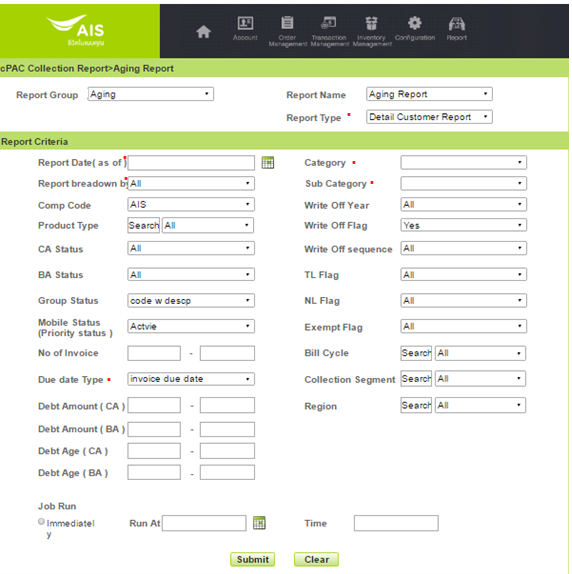 AIS
Account
Order Management
Transaction Management
Inventory Management
Configuration
Report
cPAC Collection Report>Aging Report
Report Group Aging Report Name Aging Report
Report Type * Detail Customer Report
Report Criteria
Report Date( as of ) * Category *
Report breadown by All Sub Category *
Comp Code AIS Write Off Year All
Product Type Search All Write Off Flag Yes
CA Status All Write Off sequence All
BA Status All TL Flag All
Group Status code w descp NL Flag All
Mobile Status
(Priority status ) Actvie Exempt Flag All
No of Invoice - Bill Cycle Search All
Due date Type * invoice due date Collection Segment Search All
Debt Amount ( CA ) - Region Search All
Debt Amount ( BA ) -
Debt Age ( CA ) -
Debt Age ( BA ) -
Job Run
Immediatel
y Run At Time
Submit Clear